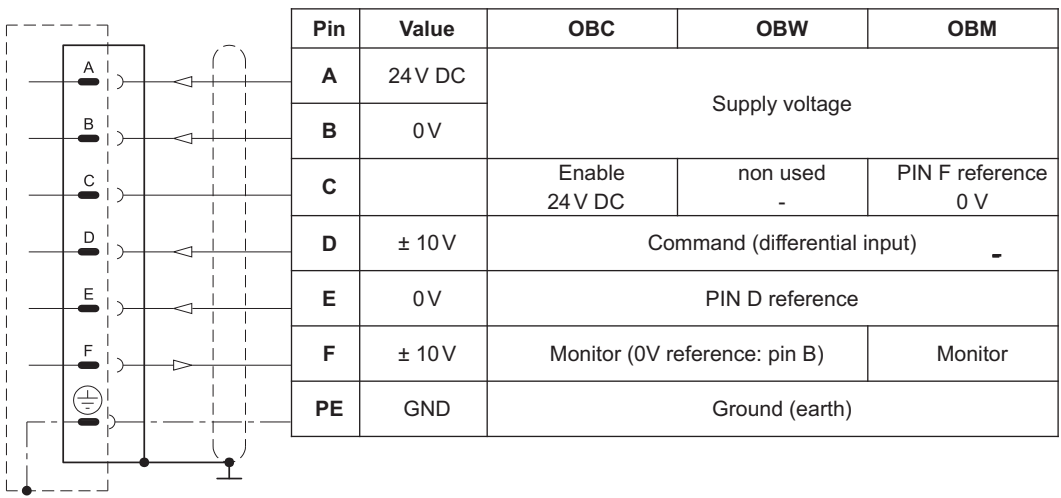 Pin Value OBC OBW OBM
A A 24 V DC Supply voltage
B B 0 V
C C Enable 24 V DC non used - PIN F reference 0 V
D D ± 10 V Command (differential input) -
E E 0 V PIN D reference
F F ± 10 V Monitor (0V reference: pin B) Monitor
PE GND Ground (earth)